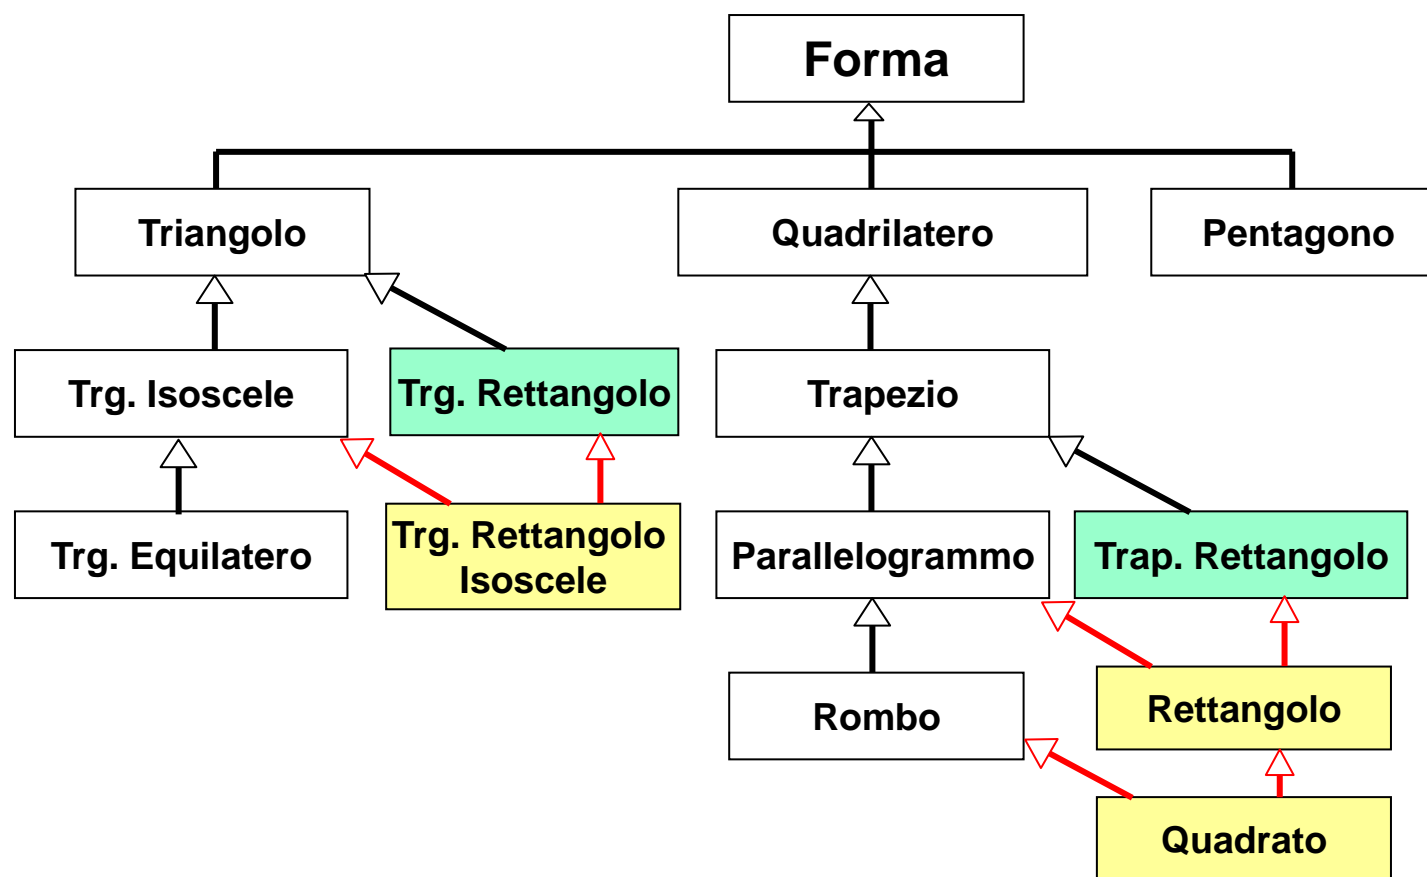 Forma
Triangolo
Quadrilatero
Pentagono
Trg. Isoscele
Trg. Rettangolo
Trapezio
Trg. Equilatero
Trg. Rettangolo
Isoscele
Parallelogrammo
Trap. Rettangolo
Rombo
Rettangolo
Quadrato